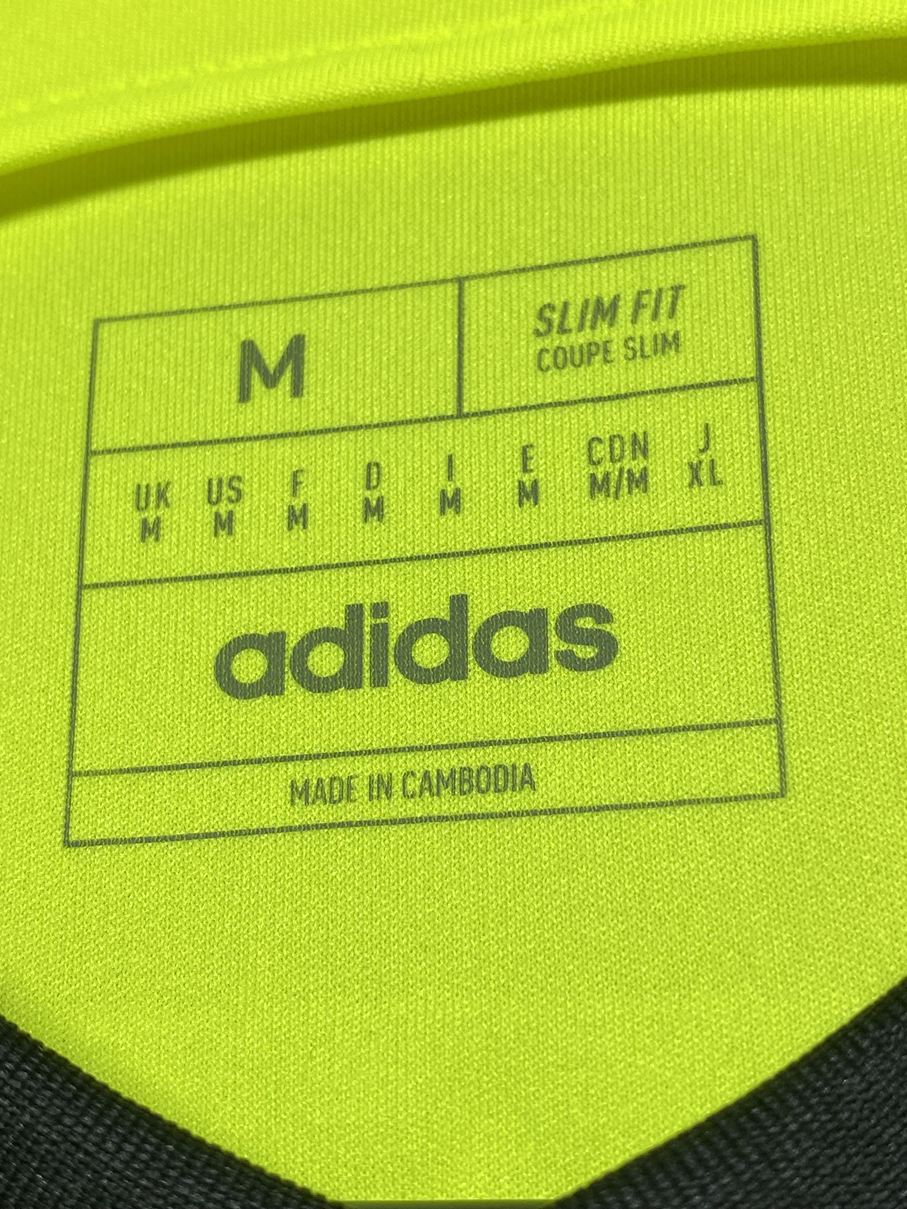 M
SLIM FIT
COUPE SLIM
UK US F D I E CDN J
M M M M M M M/M XL
adidas
MADE IN CAMBODIA